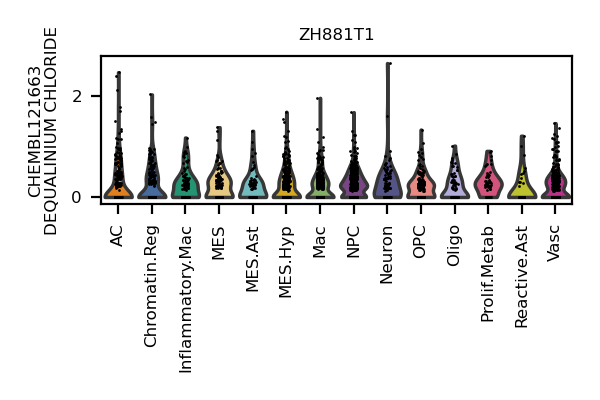 ZH881T1
CHEMBL121663
DEQUALINIUM CHLORIDE
2
0
AC
Chromatin.Reg
Inflammatory.Mac
MES
MES.Ast
MES.Hyp
Mac
NPC
Neuron
OPC
Oligo
Prolif.Metab
Reactive.Ast
Vasc